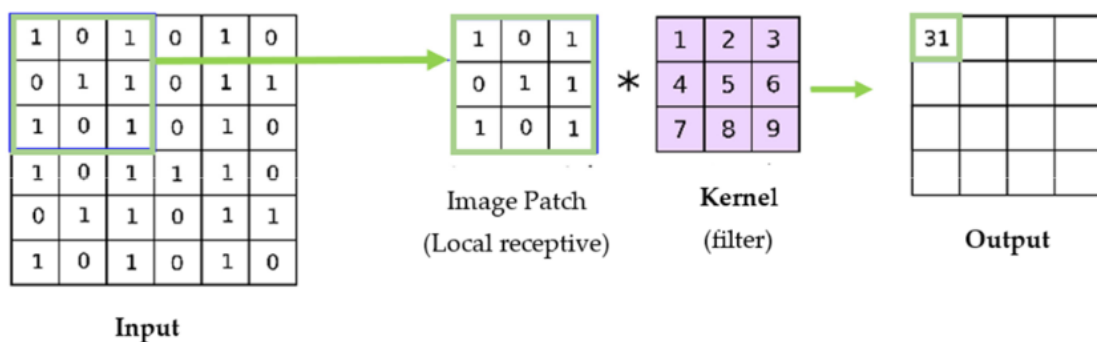 1 0 1 0 1 0
0 1 1 0 1 1
1 0 1 0 1 0
1 0 1 1 1 0
0 1 1 0 1 1
1 0 1 0 1 0
Input
1 0 1
0 1 1
1 0 1
Image Patch
(Local receptive)
*
1 2 3
4 5 6
7 8 9
Kernel
(filter)
31
Output